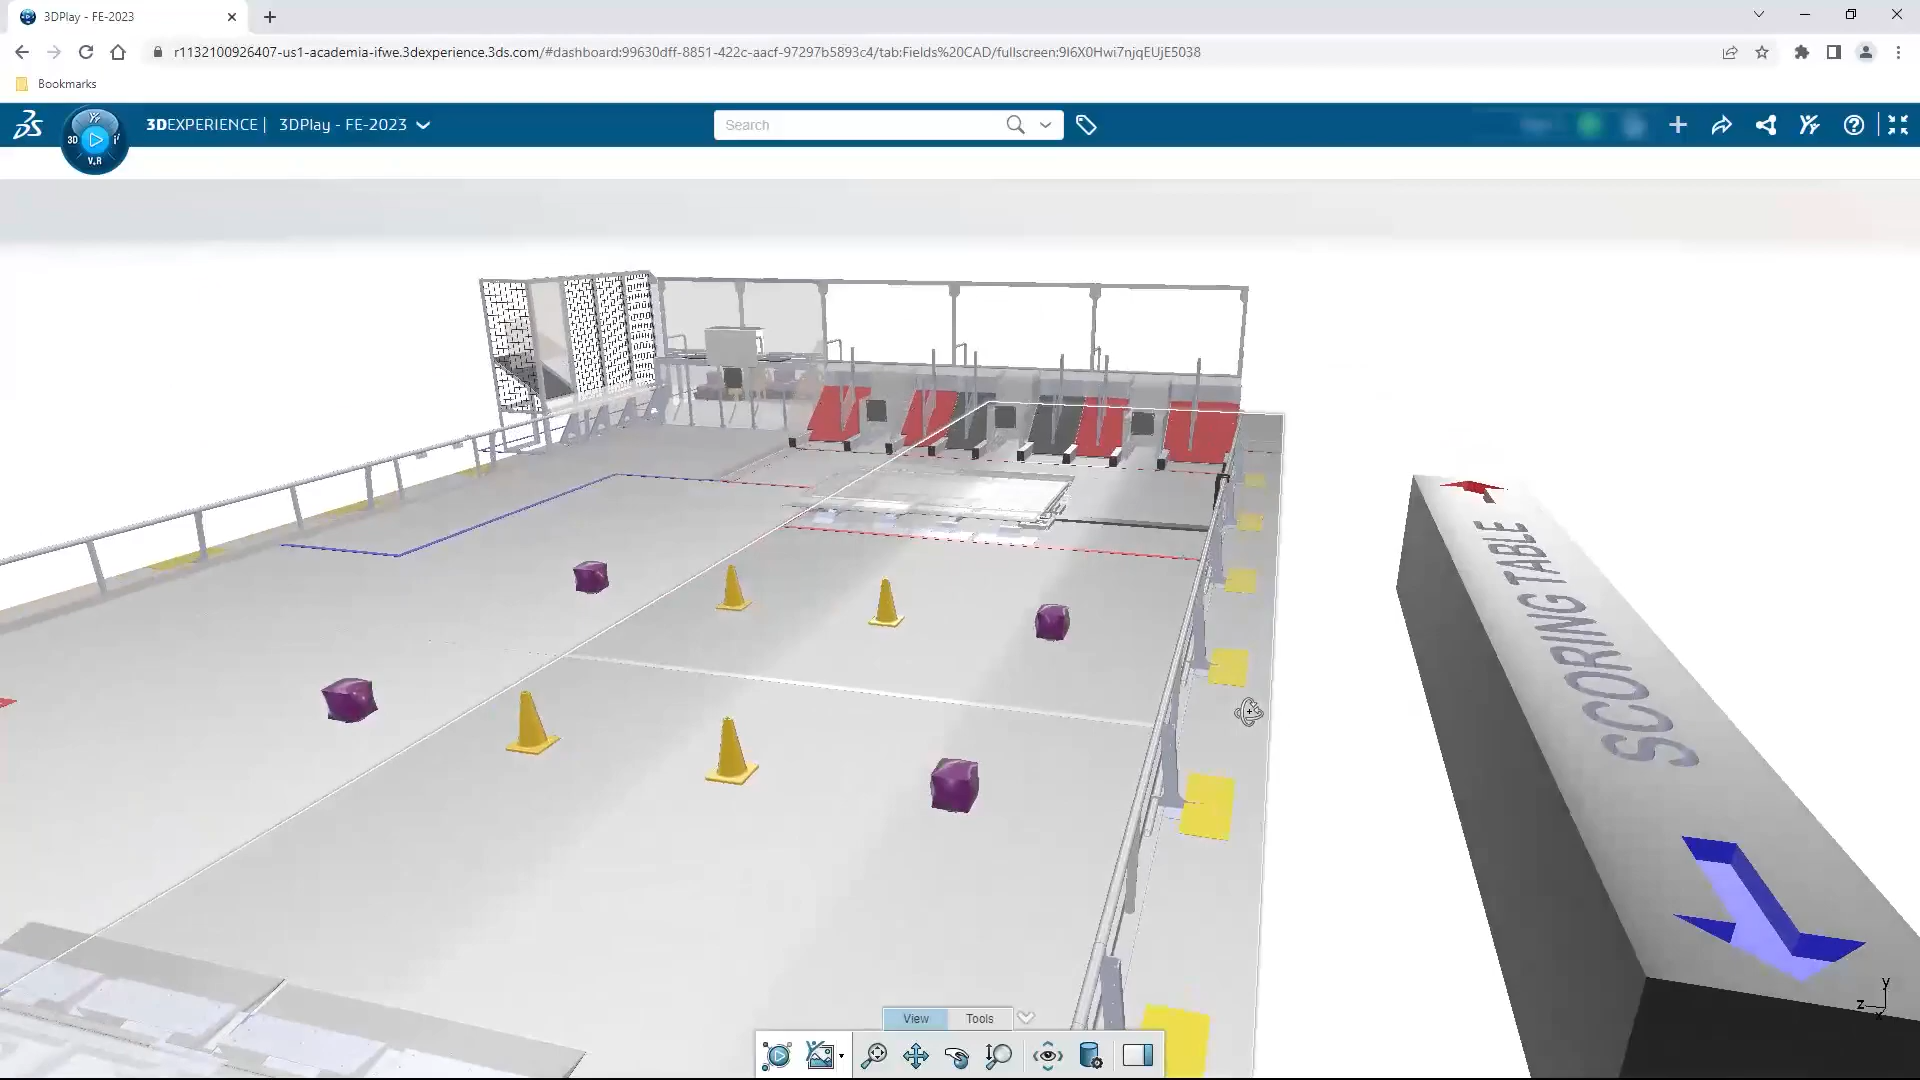 3DPlay - FE-2023
r1132100926407-us1-academia-ifwe.3dexperience.3ds.com/#dashboard:99630dff-8851-422c-aacf-97297b5893c4/tab:Fields%20CAD/fullscreen:9I6X0Hwi7njqEUjE5038
Bookmarks
3DEXPERIENCE | 3DPlay - FE-2023
Search
3D
V.R
SCORING TABLE
View
Tools
y
z
x